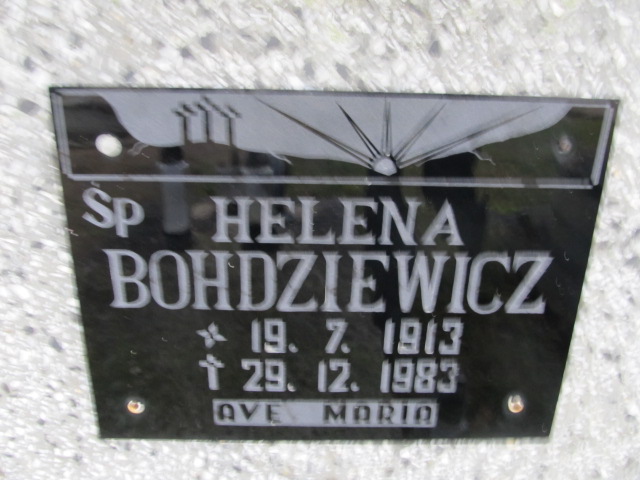 Śp HELENA
BOHDZIEWICZ
19. 7. 1913
† 29. 12. 1983
AVE MARIA